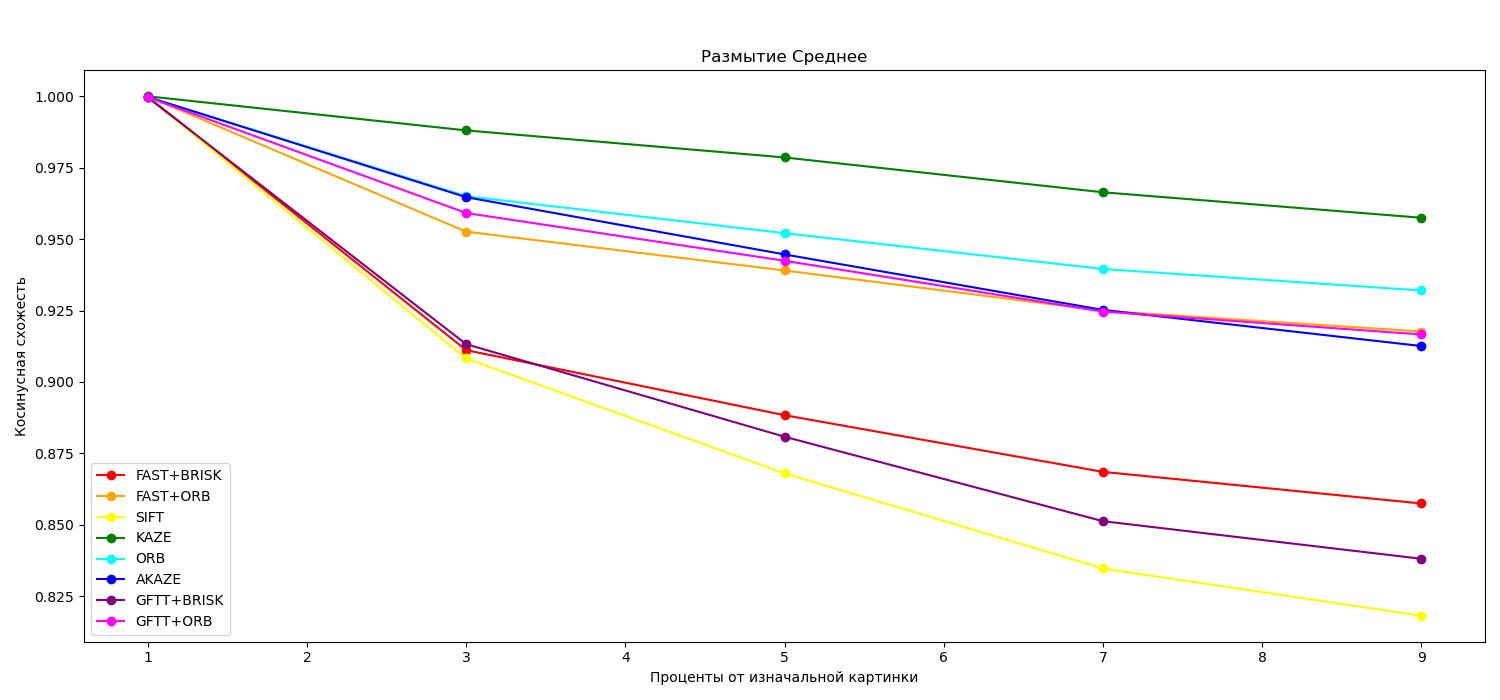 Размытие Среднее
Косинусная схожесть
1.000
0.975
0.950
0.925
0.900
0.875
0.850
0.825
FAST+BRISK
FAST+ORB
SIFT
KAZE
ORB
AKAZE
GFTT+BRISK
GFTT+ORB
1 2 3 4 5 6 7 8 9
Проценты от изначальной картинки